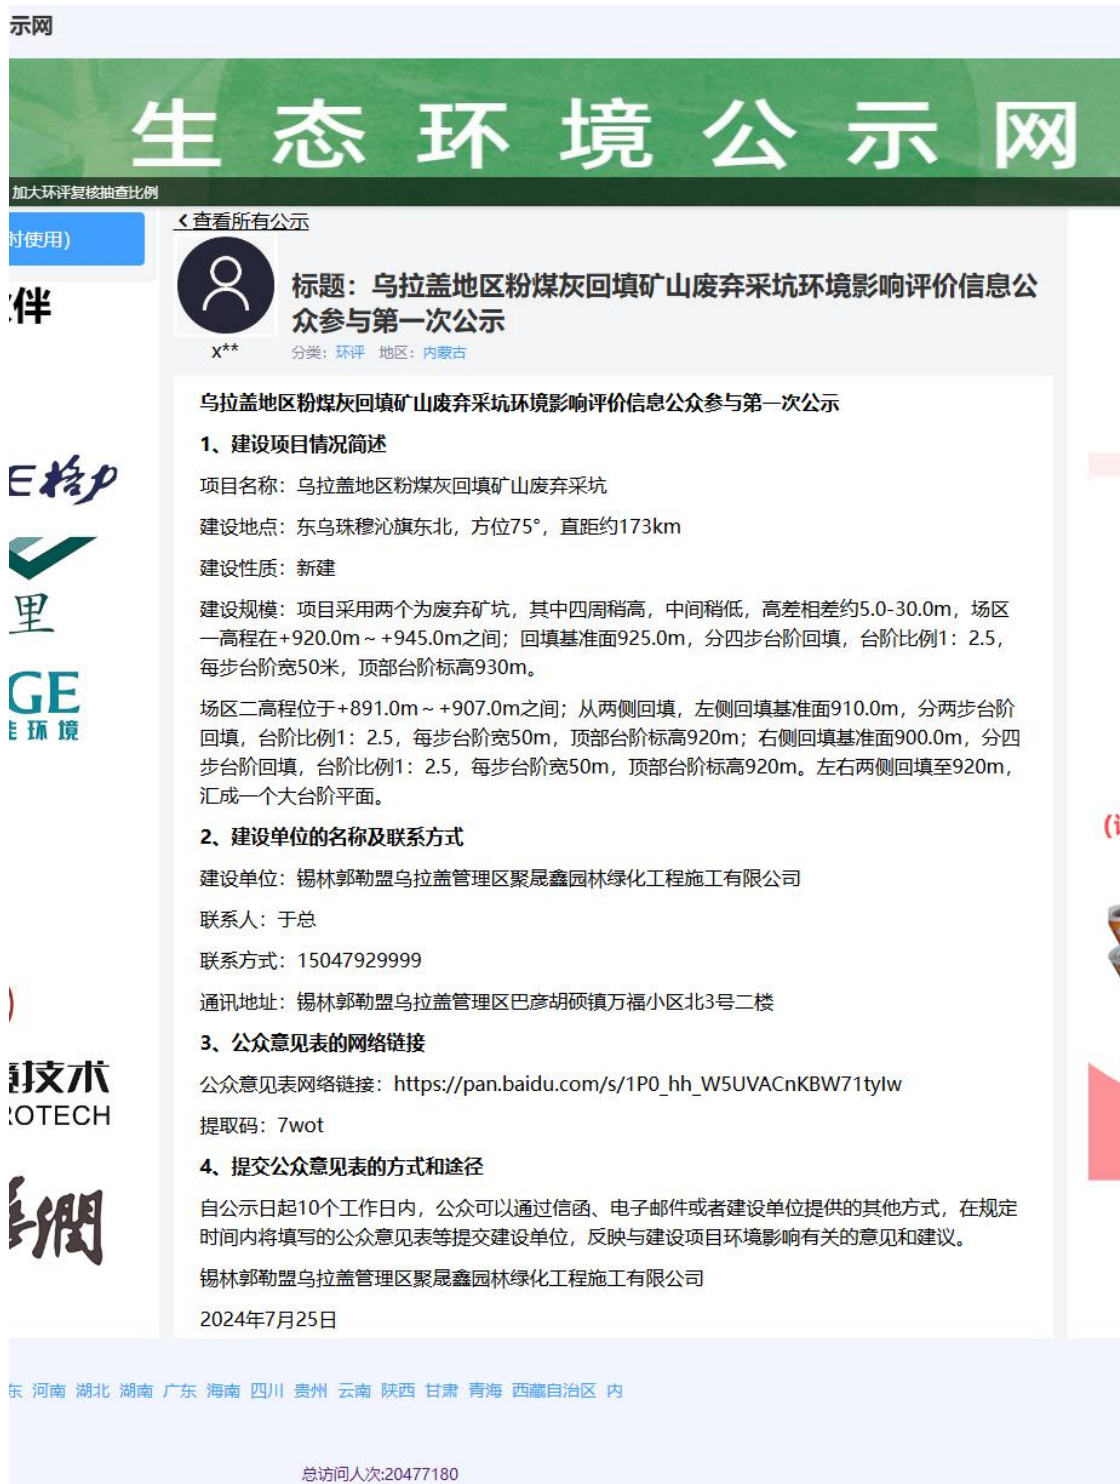 示网
生态环境公示网
加大环评复核抽查比例
时使用)
查看所有公示
伴
标题：乌拉盖地区粉煤灰回填矿山废弃采坑环境影响评价信息公
众参与第一次公示
x**
分类：环评 地区：内蒙古
乌拉盖地区粉煤灰回填矿山废弃采坑环境影响评价信息公众参与第一次公示
1、建设项目情况简述
项目名称：乌拉盖地区粉煤灰回填矿山废弃采坑
建设地点：东乌珠穆沁旗东北，方位75°，直距约173km
建设性质：新建
建设规模：项目采用两个为废弃矿坑，其中四周稍高，中间稍低，高差相差约5.0-30.0m，场区
一高程在+920.0m～+945.0m之间；回填基准面925.0m，分四步台阶回填，台阶比例1：2.5，
每步台阶宽50米，顶部台阶标高930m。
场区二高程位于+891.0m～+907.0m之间；从两侧回填，左侧回填基准面910.0m，分两步台阶
回填，台阶比例1：2.5，每步台阶宽50m，顶部台阶标高920m；右侧回填基准面900.0m，分四
步台阶回填，台阶比例1：2.5，每步台阶宽50m，顶部台阶标高920m。左右两侧回填至920m，
汇成一个大台阶平面。
2、建设单位的名称及联系方式
建设单位：锡林郭勒盟乌拉盖管理区聚晟鑫园林绿化工程施工有限公司
联系人：于总
联系方式：15047929999
通讯地址：锡林郭勒盟乌拉盖管理区巴彦胡硕镇万福小区北3号二楼
3、公众意见表的网络链接
公众意见表网络链接：https://pan.baidu.com/s/1P0_hh_W5UVACnKBW71tyIw
提取码：7wot
4、提交公众意见表的方式和途径
自公示日起10个工作日内，公众可以通过信函、电子邮件或者建设单位提供的其他方式，在规定
时间内将填写的公众意见表等提交建设单位，反映与建设项目环境影响有关的意见和建议。
锡林郭勒盟乌拉盖管理区聚晟鑫园林绿化工程施工有限公司
2024年7月25日
E格力
里
GE
环境
技术
ROTECH
润
河南 湖北 湖南 广东 海南 四川 贵州 云南 陕西 甘肃 青海 西藏自治区 内
总访问人次:20477180